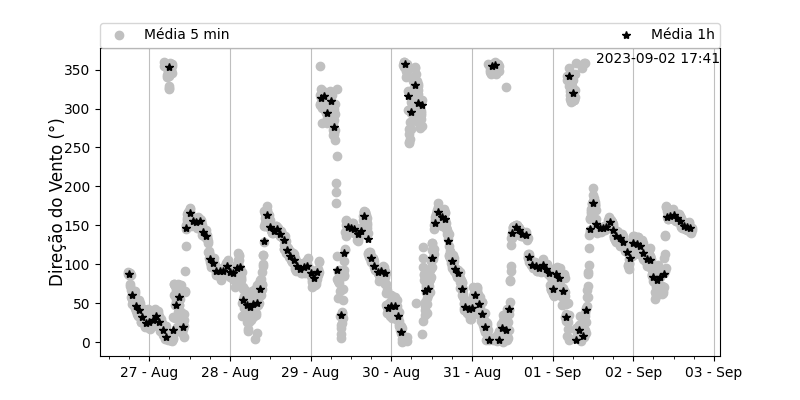 Média 5 min
Média 1h
2023-09-02 17:41
Direção do Vento (°)
350
300
250
200
150
100
50
0
27 - Aug
28 - Aug
29 - Aug
30 - Aug
31 - Aug
01 - Sep
02 - Sep
03 - Sep